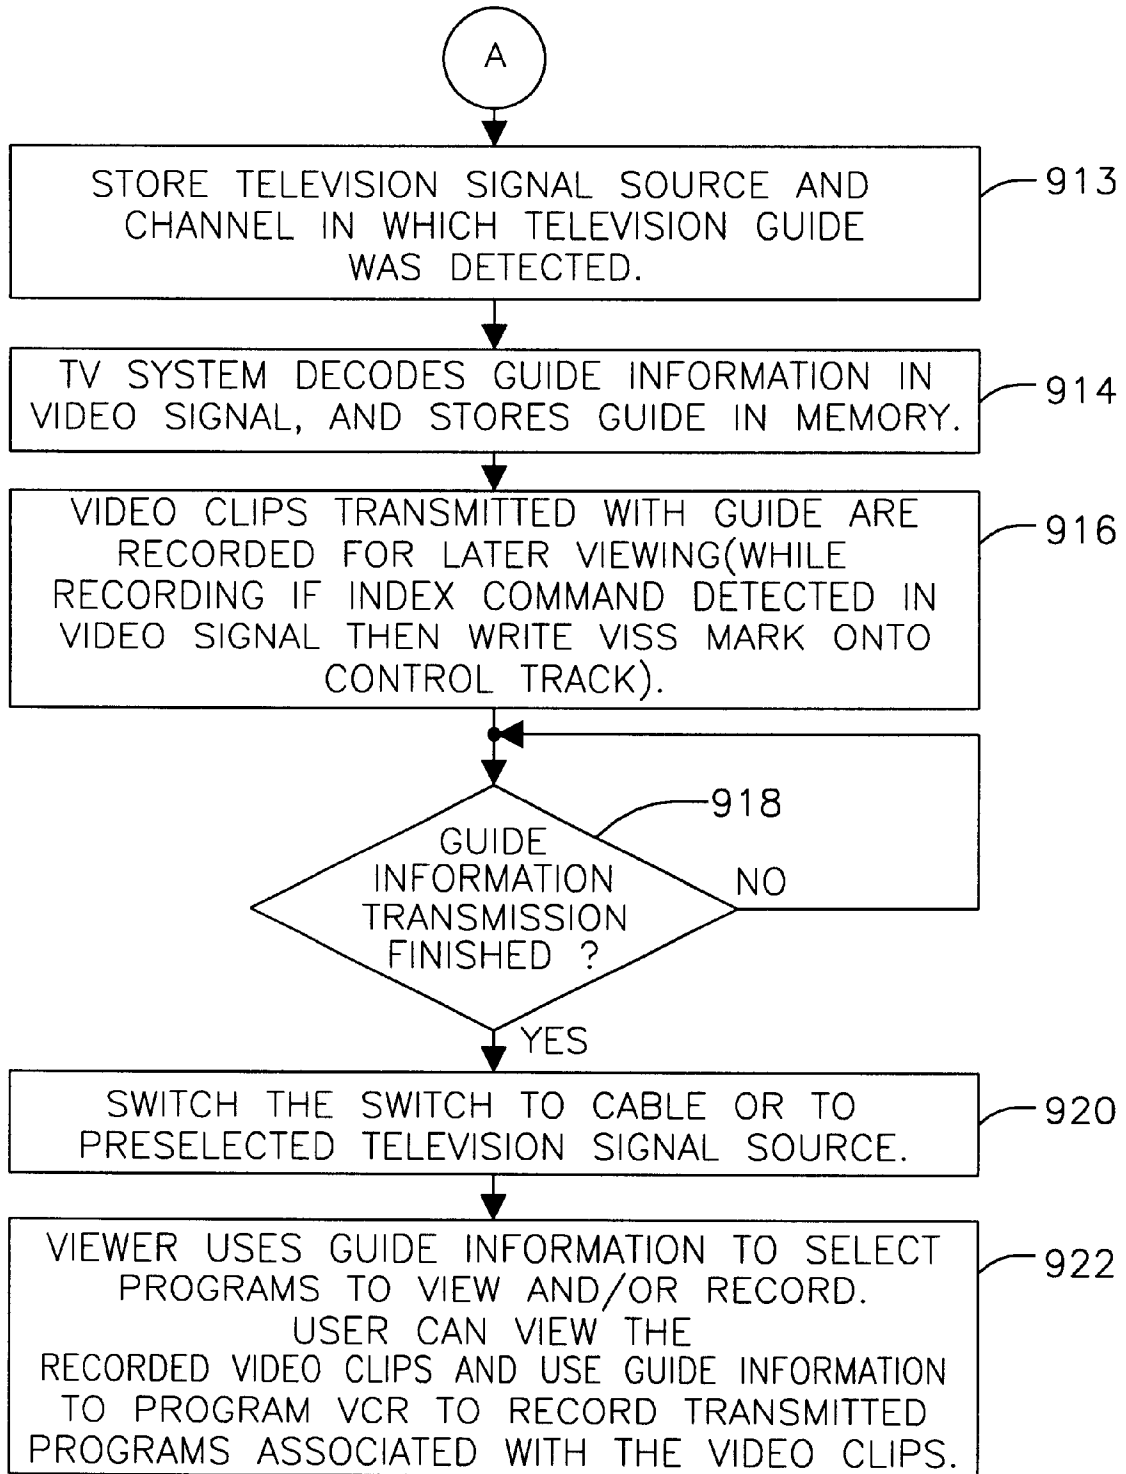 A
STORE TELEVISION SIGNAL SOURCE AND
CHANNEL IN WHICH TELEVISION GUIDE
WAS DETECTED.
913
TV SYSTEM DECODES GUIDE INFORMATION IN
VIDEO SIGNAL, AND STORES GUIDE IN MEMORY.
914
VIDEO CLIPS TRANSMITTED WITH GUIDE ARE
RECORDED FOR LATER VIEWING(WHILE
RECORDING IF INDEX COMMAND DETECTED IN
VIDEO SIGNAL THEN WRITE VISS MARK ONTO
CONTROL TRACK).
916
GUIDE
INFORMATION
TRANSMISSION
FINISHED ?
918
NO
YES
SWITCH THE SWITCH TO CABLE OR TO
PRESELECTED TELEVISION SIGNAL SOURCE.
920
VIEWER USES GUIDE INFORMATION TO SELECT
PROGRAMS TO VIEW AND/OR RECORD.
USER CAN VIEW THE
RECORDED VIDEO CLIPS AND USE GUIDE INFORMATION
TO PROGRAM VCR TO RECORD TRANSMITTED
PROGRAMS ASSOCIATED WITH THE VIDEO CLIPS.
922